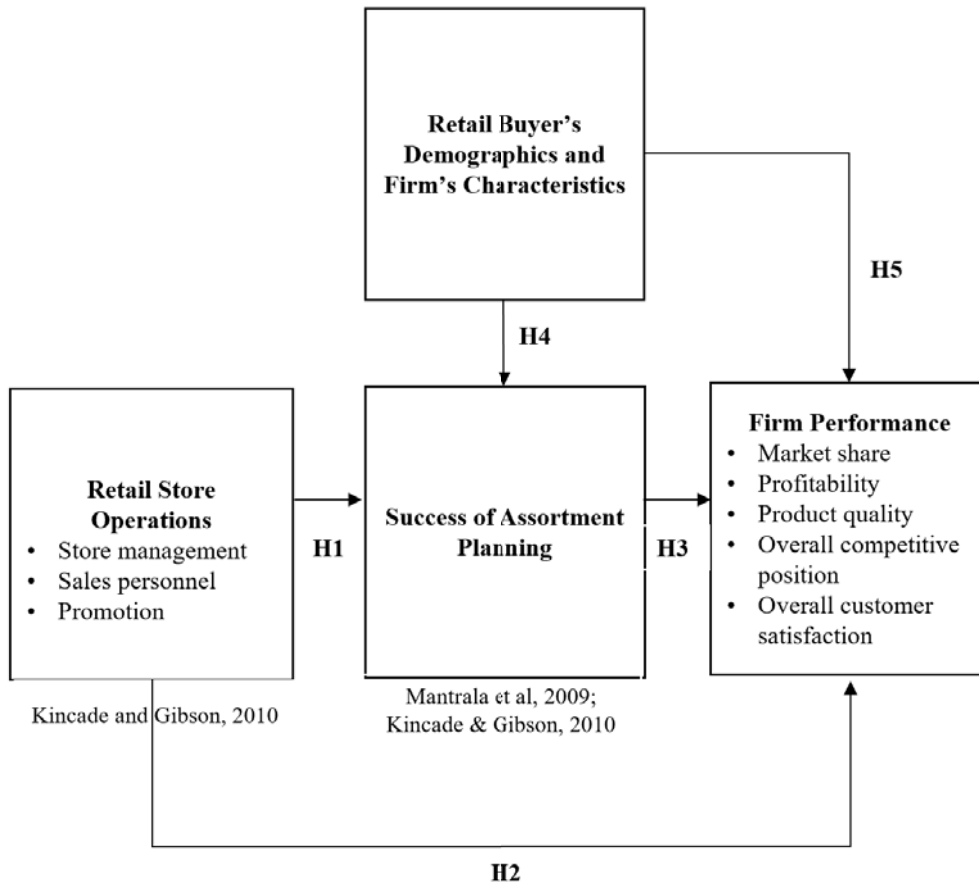 Retail Buyer's
Demographics and
Firm's Characteristics
H5
H4
Retail Store
Operations
• Store management
• Sales personnel
• Promotion
H1
Success of Assortment
Planning
H3
Firm Performance
• Market share
• Profitability
• Product quality
• Overall competitive
position
• Overall customer
satisfaction
Kincade and Gibson, 2010
Mantrala et al, 2009;
Kincade & Gibson, 2010
H2